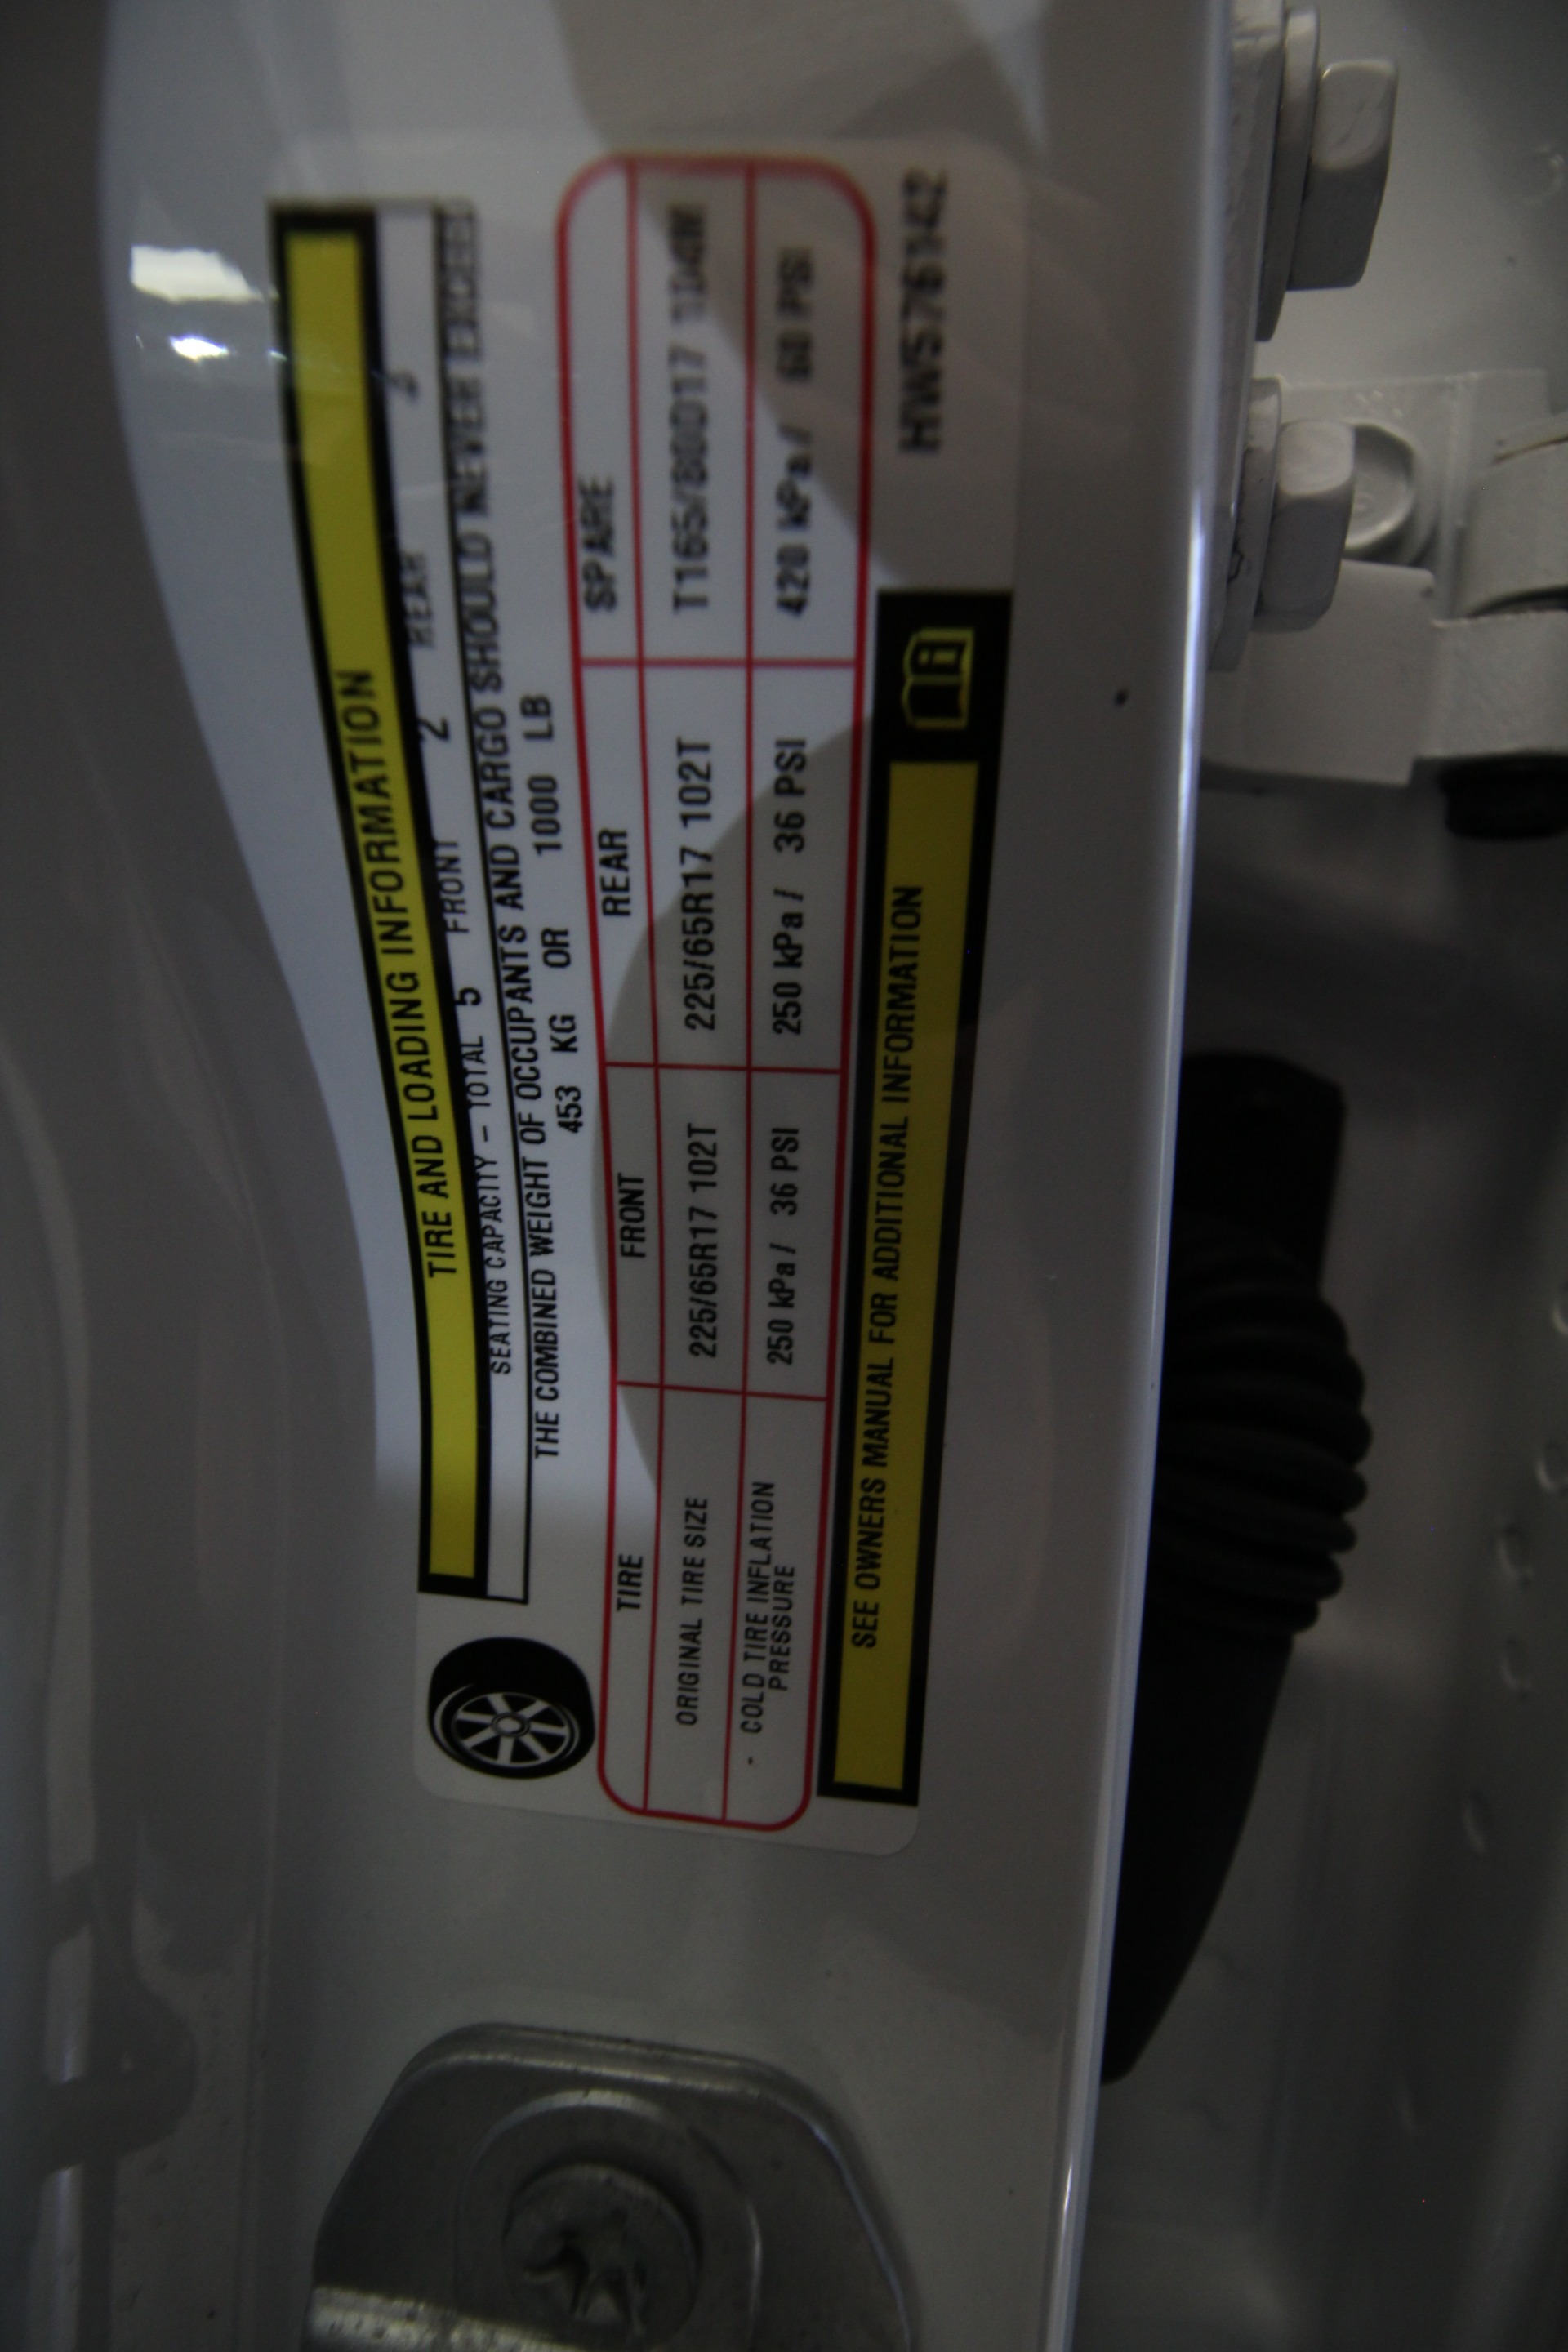 TIRE AND LOADING INFORMATION
SEATING CAPACITY - TOTAL 5 FRONT 2 REAR 3
THE COMBINED WEIGHT OF OCCUPANTS AND CARGO SHOULD NEVER EXCEED
453 KG OR 1000 LB
TIRE FRONT REAR SPARE
ORIGINAL TIRE SIZE 225/65R17 102T 225/65R17 102T T165/80D17 104M
COLD TIRE INFLATION PRESSURE 250 kPa/ 36 PSI 250 kPa/ 36 PSI 420 kPa/ 60 PSI
SEE OWNERS MANUAL FOR ADDITIONAL INFORMATION
HW576142